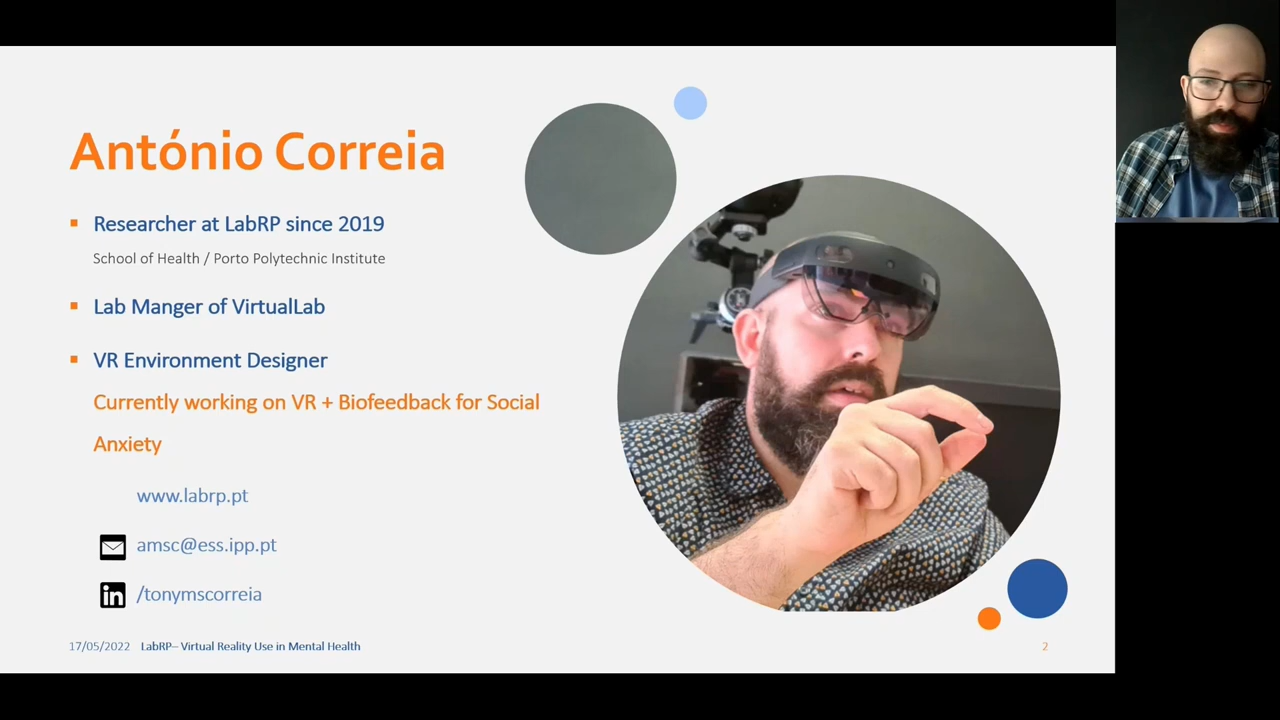 António Correia
Researcher at LabRP since 2019
School of Health / Porto Polytechnic Institute
Lab Manger of VirtualLab
VR Environment Designer
Currently working on VR + Biofeedback for Social
Anxiety
www.labrp.pt
amsc@ess.ipp.pt
in /tonymscorreia
17/05/2022 LabRP– Virtual Reality Use in Mental Health
2